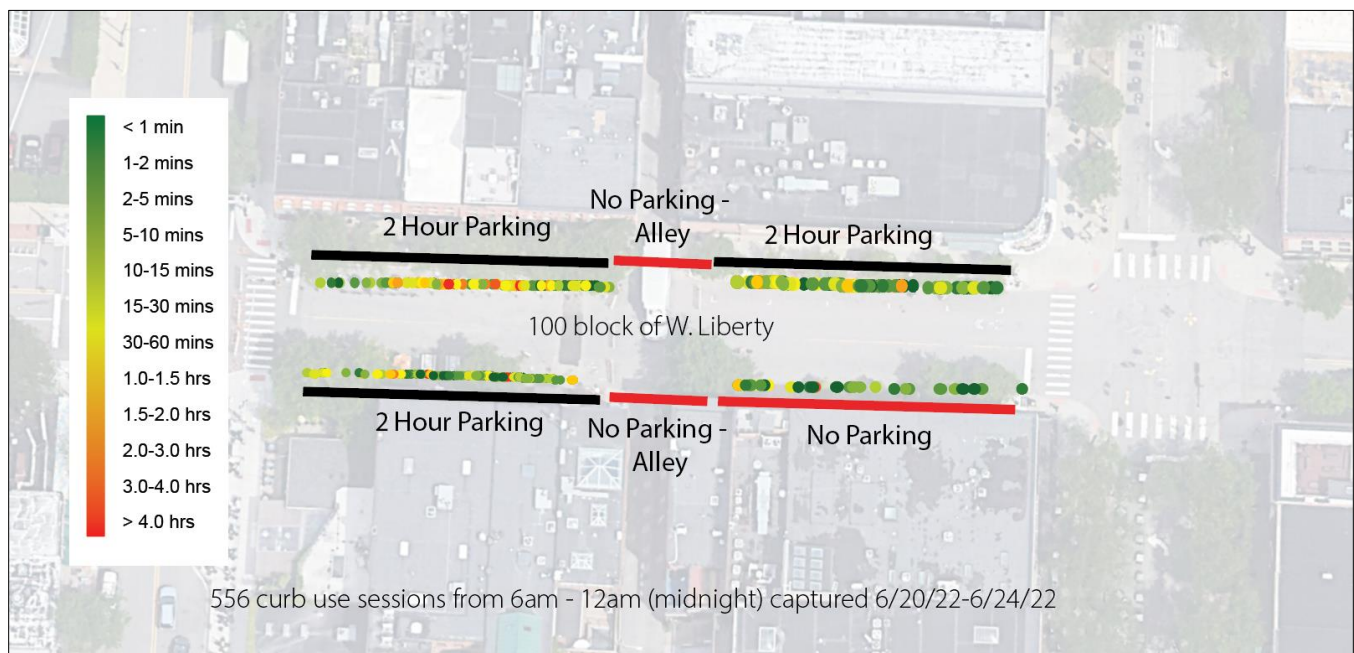 < 1 min
1-2 mins
2-5 mins
5-10 mins
10-15 mins
15-30 mins
30-60 mins
1.0-1.5 hrs
1.5-2.0 hrs
2.0-3.0 hrs
3.0-4.0 hrs
> 4.0 hrs
2 Hour Parking
No Parking -
Alley
2 Hour Parking
100 block of W. Liberty
2 Hour Parking
No Parking -
Alley
No Parking
556 curb use sessions from 6am - 12am (midnight) captured 6/20/22-6/24/22